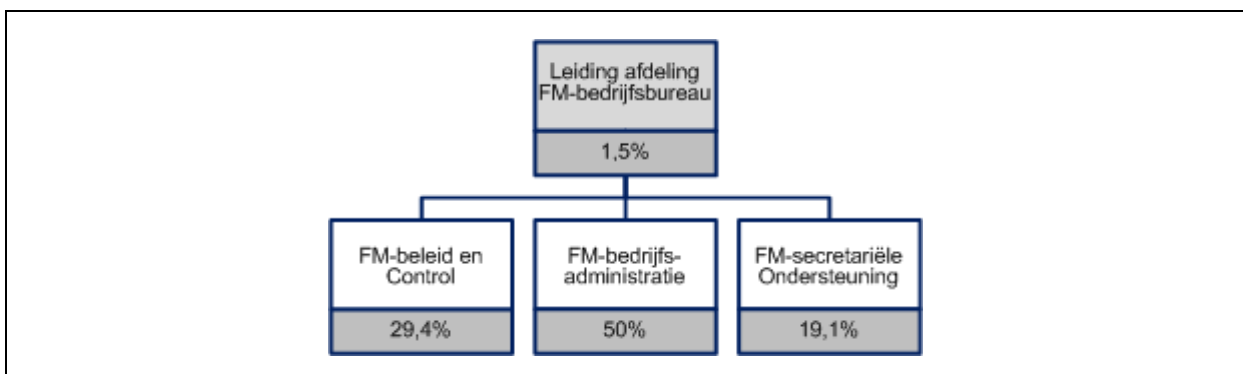 Leiding afdeling
FM-bedrijfsbureau
1,5%
FM-beleid en
Control
29,4%
FM-bedrijfs-
administratie
50%
FM-secretariële
Ondersteuning
19,1%